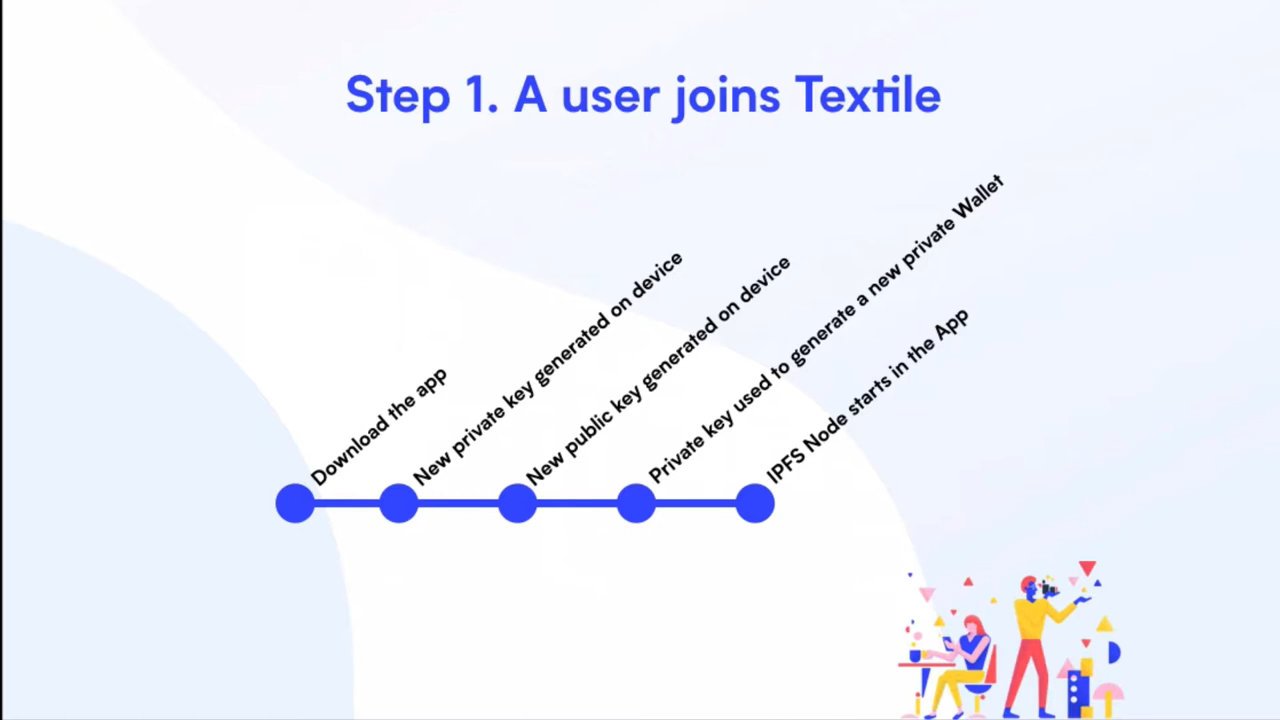 Step 1. A user joins Textile
Download the app
New private key generated on device
New public key generated on device
Private key used to generate a new private Wallet
IPFS Node starts in the App